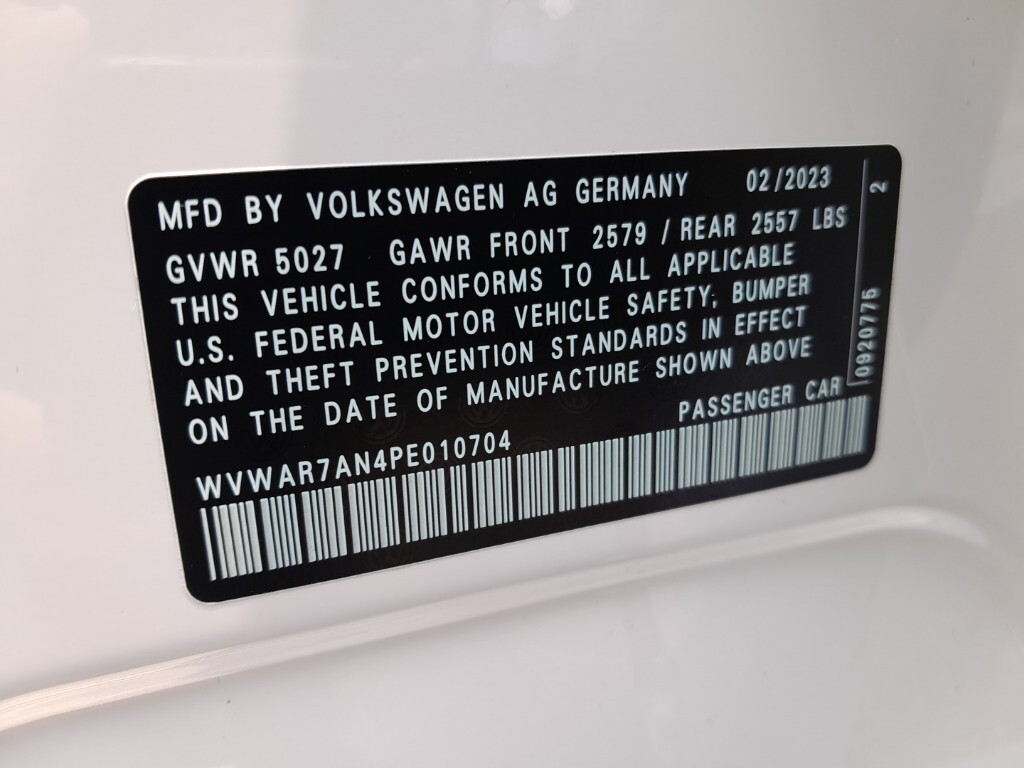 MFD BY VOLKSWAGEN AG GERMANY 02/2023
GVWR 5027 GAWR FRONT 2579 / REAR 2557 LBS
THIS VEHICLE CONFORMS TO ALL APPLICABLE
U.S. FEDERAL MOTOR VEHICLE SAFETY, BUMPER
AND THEFT PREVENTION STANDARDS IN EFFECT
ON THE DATE OF MANUFACTURE SHOWN ABOVE
PASSENGER CAR
WVWAR7AN4PE010704
0920776 2